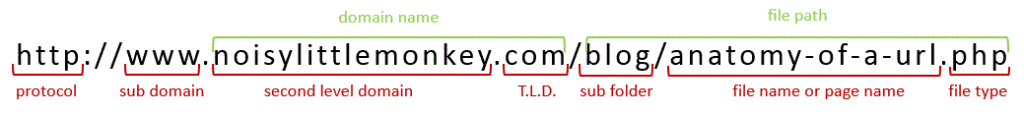 domain name file path
http://www.noisylittlemonkey.com/blog/anatomy-of-a-url.php
protocol sub domain second level domain T.L.D. sub folder file name or page name file type